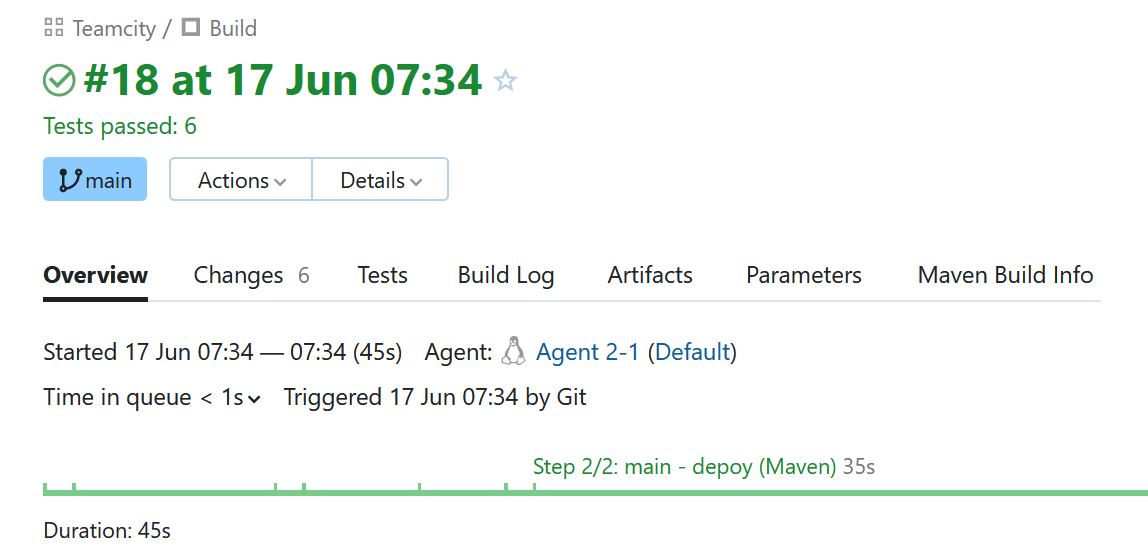 Teamcity / Build
#18 at 17 Jun 07:34
Tests passed: 6
main Actions Details
Overview Changes 6 Tests Build Log Artifacts Parameters Maven Build Info
Started 17 Jun 07:34 — 07:34 (45s) Agent: Agent 2-1 (Default)
Time in queue < 1s Triggered 17 Jun 07:34 by Git
Step 2/2: main - depoy (Maven) 35s
Duration: 45s